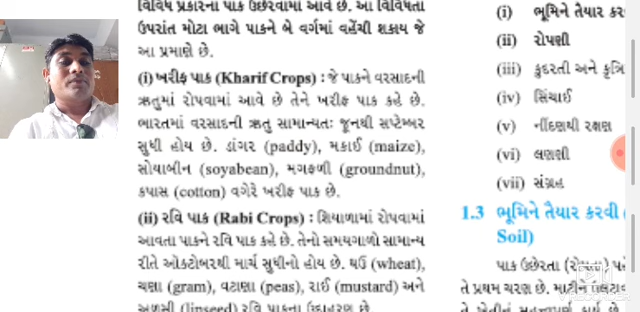 વિવિધ પ્રકારના પાક ઉછેરવામાં આવે છે. આ વિવિધતા
ઉપરાંત મોટા ભાગે પાકને બે વર્ગમાં વહેંચી શકાય જે
આ પ્રમાણે છે.
(i) ખરીફ પાક (Kharif Crops) : જે પાકને વરસાદની
ઋતુમાં રોપવામાં આવે છે તેને ખરીફ પાક કહે છે.
ભારતમાં વરસાદની ઋતુ સામાન્યતઃ જૂનથી સપ્ટેમ્બર
સુધી હોય છે. ડાંગર (paddy), મકાઈ (maize),
સોયાબીન (soyabean), મગફળી (groundnut),
કપાસ (cotton) વગેરે ખરીફ પાક છે.
(ii) રવિ પાક (Rabi Crops) : શિયાળામાં રોપવામાં
આવતા પાકને રવિ પાક કહે છે. તેનો સમયગાળો સામાન્ય
રીતે ઑક્ટોબરથી માર્ચ સુધીનો હોય છે. ઘઉં (wheat),
ચણા (gram), વટાણા (peas), રાઈ (mustard) અને
અળસી (linseed) રવિ પાકના ઉદાહરણ છે.
(i) ભૂમિને તૈયાર કર
(ii) રોપણી
(iii) કુદરતી અને કૃત્રિ
(iv) સિંચાઈ
(v) નીંદણથી રક્ષણ
(vi) લણણી
(vii) સંગ્રહ
1.3 ભૂમિને તૈયાર કરવી
Soil)
પાક ઉછેરતા
તે પ્રથમ ચરણ છે. માટીને